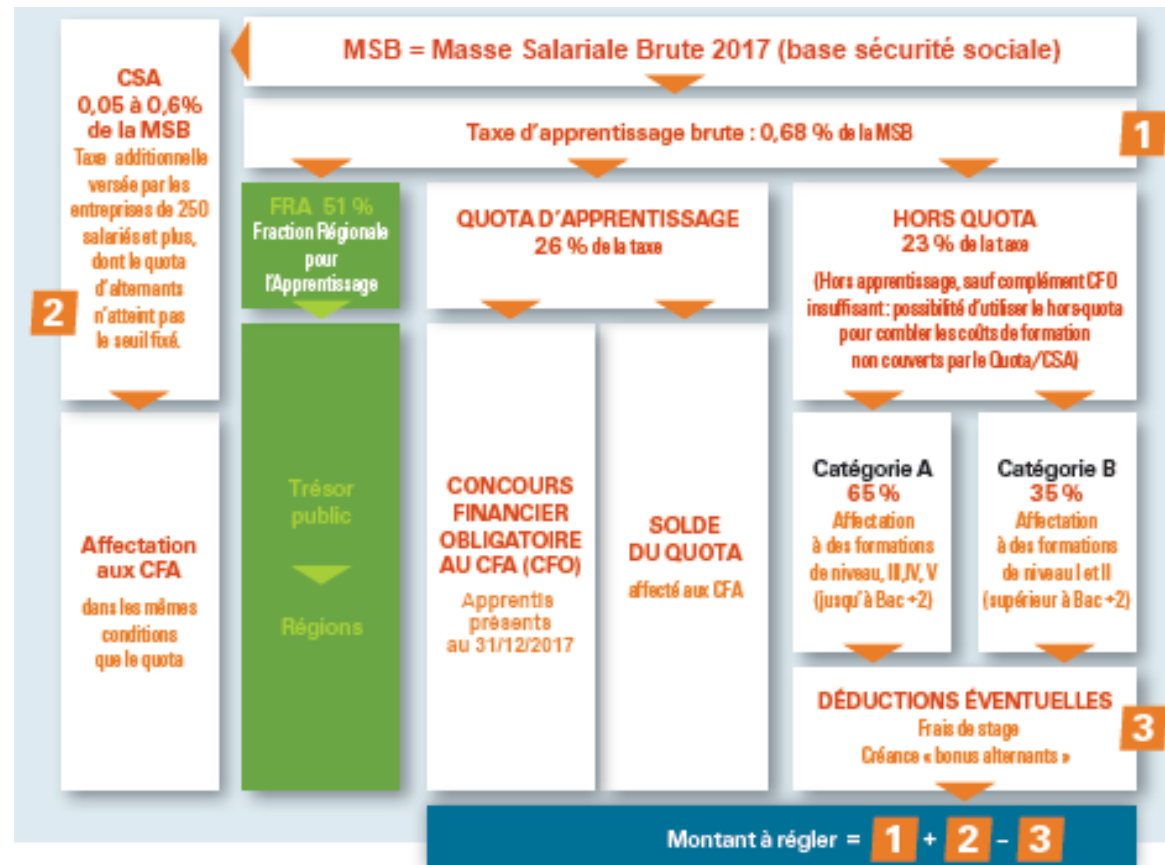 MSB = Masse Salariale Brute 2017 (base sécurité sociale)
CSA
0,05 à 0,6%
de la MSB
Taxe additionnelle
versée par les
entreprises de 250
salariés et plus,
dont le quota
d'alternants
n'atteint pas
le seuil fixé.
2
Taxe d'apprentissage brute : 0,68 % de la MSB
1
FRA 51 %
Fraction Régionale
pour
l'Apprentissage
QUOTA D'APPRENTISSAGE
26 % de la taxe
HORS QUOTA
23 % de la taxe
(Hors apprentissage, sauf complément CFO
insuffisant : possibilité d'utiliser le hors-quota
pour combler les coûts de formation
non couverts par le Quota/CSA)
Affectation
aux CFA
dans les mêmes
conditions
que le quota
Trésor
public
Régions
CONCOURS
FINANCIER
OBLIGATOIRE
AU CFA (CFO)
Apprentis
présents
au 31/12/2017
SOLDE
DU QUOTA
affecté aux CFA
Catégorie A
65 %
Affectation
à des formations
de niveau, III,IV, V
(jusqu'à Bac +2)
Catégorie B
35 %
Affectation
à des formations
de niveau I et II
(supérieur à Bac +2)
DÉDUCTIONS ÉVENTUELLES
Frais de stage
Créance « bonus alternants »
3
Montant à régler = 1 + 2 - 3